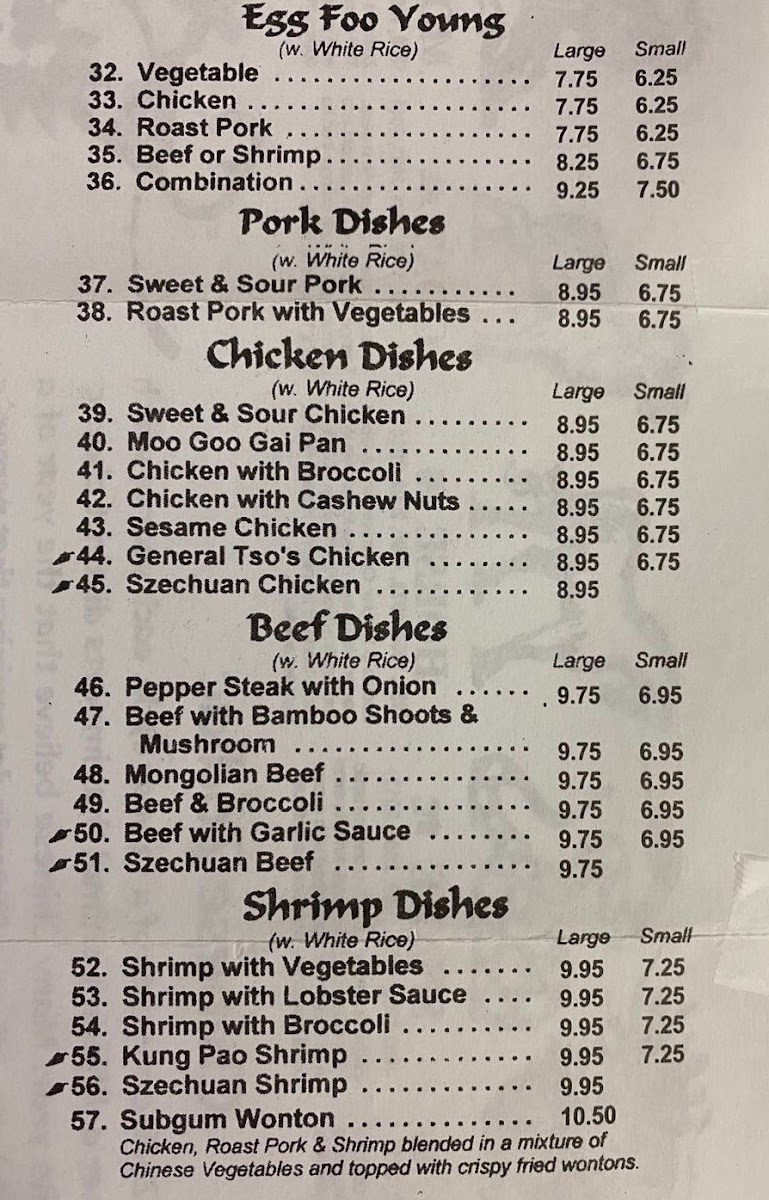 Egg Foo Young
(w. White Rice) Large Small
32. Vegetable .................... 7.75 6.25
33. Chicken ...................... 7.75 6.25
34. Roast Pork ................... 7.75 6.25
35. Beef or Shrimp................ 8.25 6.75
36. Combination................... 9.25 7.50
Pork Dishes
(w. White Rice) Large Small
37. Sweet & Sour Pork ........... 8.95 6.75
38. Roast Pork with Vegetables ... 8.95 6.75
Chicken Dishes
(w. White Rice) Large Small
39. Sweet & Sour Chicken ......... 8.95 6.75
40. Moo Goo Gai Pan ............. 8.95 6.75
41. Chicken with Broccoli ......... 8.95 6.75
42. Chicken with Cashew Nuts ..... 8.95 6.75
43. Sesame Chicken .............. 8.95 6.75
44. General Tso's Chicken ........ 8.95 6.75
45. Szechuan Chicken ............ 8.95
Beef Dishes
(w. White Rice) Large Small
46. Pepper Steak with Onion ...... 9.75 6.95
47. Beef with Bamboo Shoots &
Mushroom .................. 9.75 6.95
48. Mongolian Beef ............... 9.75 6.95
49. Beef & Broccoli ............... 9.75 6.95
50. Beef with Garlic Sauce ........ 9.75 6.95
51. Szechuan Beef ............... 9.75
Shrimp Dishes
(w. White Rice) Large Small
52. Shrimp with Vegetables ....... 9.95 7.25
53. Shrimp with Lobster Sauce .... 9.95 7.25
54. Shrimp with Broccoli .......... 9.95 7.25
55. Kung Pao Shrimp ............. 9.95 7.25
56. Szechuan Shrimp ............. 9.95
57. Subgum Wonton .............. 10.50
Chicken, Roast Pork & Shrimp blended in a mixture of
Chinese Vegetables and topped with crispy fried wontons.